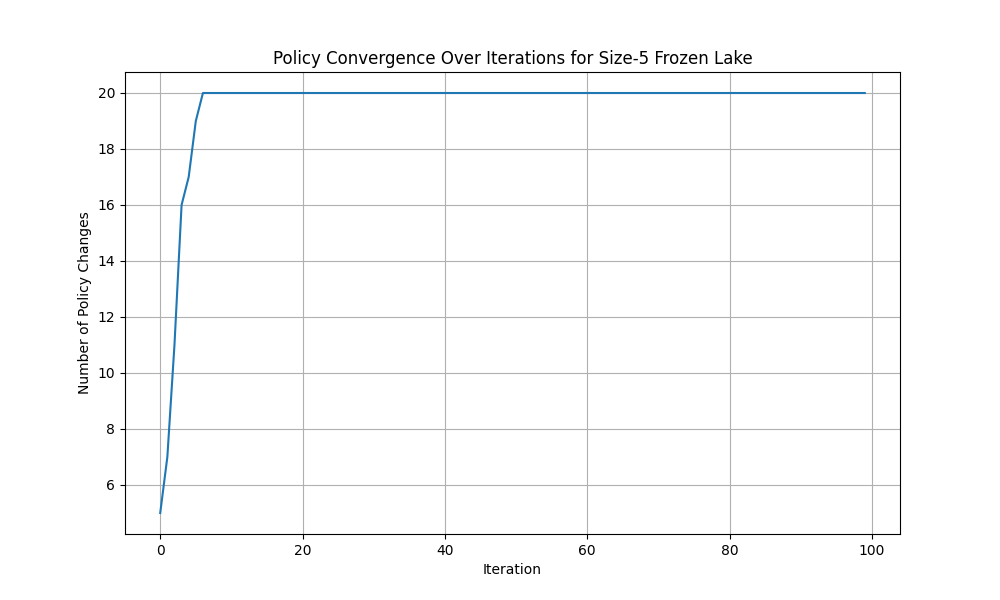 Policy Convergence Over Iterations for Size-5 Frozen Lake
Number of Policy Changes
20
18
16
14
12
10
8
6
0 20 40 60 80 100
Iteration